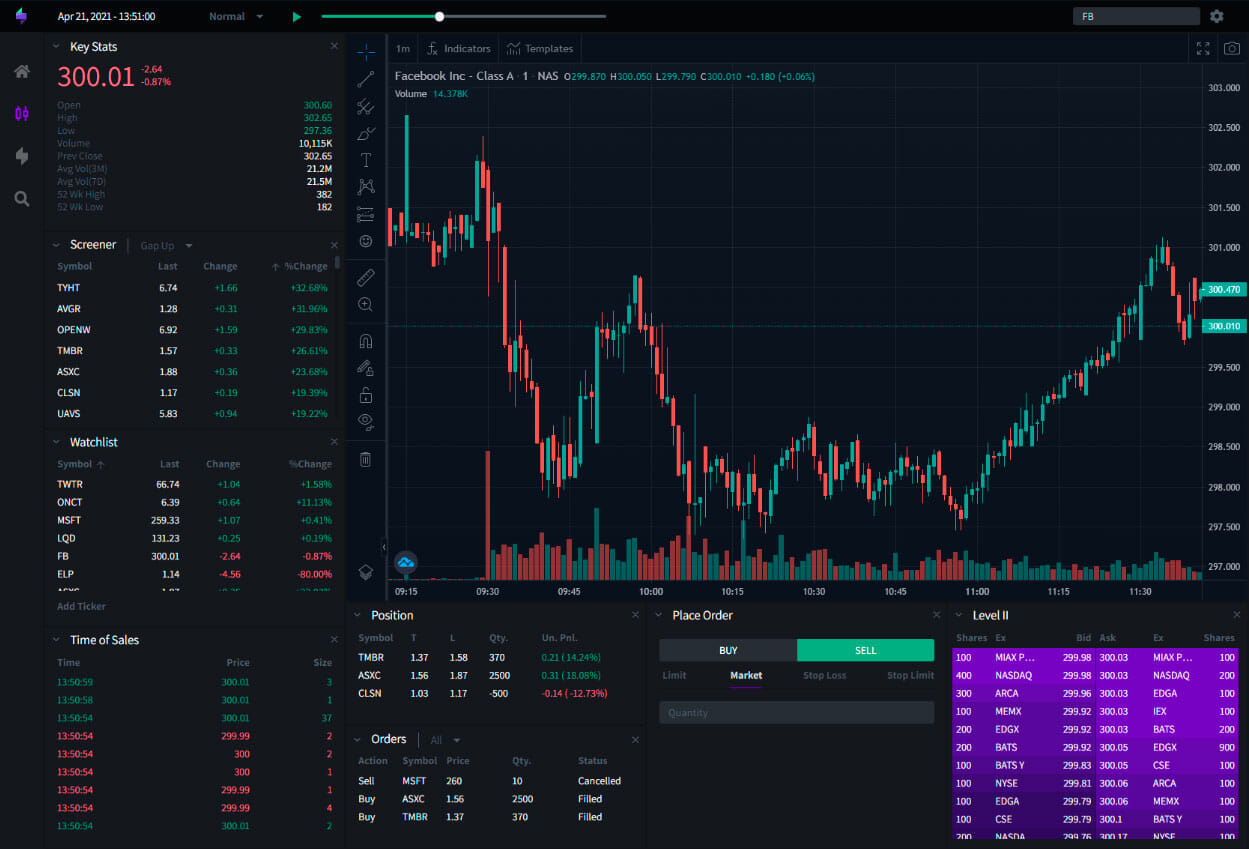 Apr 21, 2021 - 13:51:00 Normal FB
Key Stats
300.01 -2.64
-0.87%
Open 300.60
High 302.65
Low 297.36
Volume 10,115K
Prev Close 302.65
Avg Vol(3M) 21.2M
Avg Vol(7D) 21.5M
52 Wk High 382
52 Wk Low 182
Screener Gap Up
Symbol Last Change ↑ %Change
TYHT 6.74 +1.66 +32.68%
AVGR 1.28 +0.31 +31.96%
OPENW 6.92 +1.59 +29.83%
TMBR 1.57 +0.33 +26.61%
ASXC 1.88 +0.36 +23.68%
CLSN 1.17 +0.19 +19.39%
UAVS 5.83 +0.94 +19.22%
Watchlist
Symbol ↑ Last Change %Change
TWTR 66.74 +1.04 +1.58%
ONCT 6.39 +0.64 +11.13%
MSFT 259.33 +1.07 +0.41%
LQD 131.23 +0.25 +0.19%
FB 300.01 -2.64 -0.87%
ELP 1.14 -4.56 -80.00%
Add Ticker
Time of Sales
Time Price Size
13:50:59 300.01 3
13:50:58 300.01 1
13:50:54 300.01 37
13:50:54 299.99 2
13:50:54 300 2
13:50:54 300 1
13:50:54 299.99 1
13:50:54 299.99 4
13:50:54 300.01 2
1m Indicators Templates
Facebook Inc - Class A · 1 · NAS O299.870 H300.050 L299.790 C300.010 +0.180 (+0.06%)
Volume 14.378K
303.000
302.500
302.000
301.500
301.000
300.470
300.010
299.500
299.000
298.500
298.000
297.500
297.000
09:15 09:30 09:45 10:00 10:15 10:30 10:45 11:00 11:15 11:30
Position
Symbol T L Qty. Un. Pnl.
TMBR 1.37 1.58 370 0.21 (14.24%)
ASXC 1.56 1.87 2500 0.31 (18.08%)
CLSN 1.03 1.17 -500 -0.14 (-12.73%)
Orders All
Action Symbol Price Qty. Status
Sell MSFT 260 10 Cancelled
Buy ASXC 1.56 2500 Filled
Buy TMBR 1.37 370 Filled
Place Order
BUY SELL
Limit Market Stop Loss Stop Limit
Quantity
Level II
Shares Ex Bid Ask Ex Shares
100 MIAX P... 299.98 300.03 MIAX P... 100
400 NASDAQ 299.98 300.03 NASDAQ 200
300 ARCA 299.96 300.03 EDGA 100
100 MEMX 299.92 300.03 IEX 100
200 EDGX 299.92 300.03 BATS 200
200 BATS 299.92 300.05 EDGX 900
100 BATS Y 299.83 300.05 CSE 100
100 NYSE 299.81 300.06 ARCA 100
100 EDGA 299.79 300.06 MEMX 100
100 CSE 299.79 300.1 BATS Y 100
200 NASDA 299.76 300.17 NYSE 100